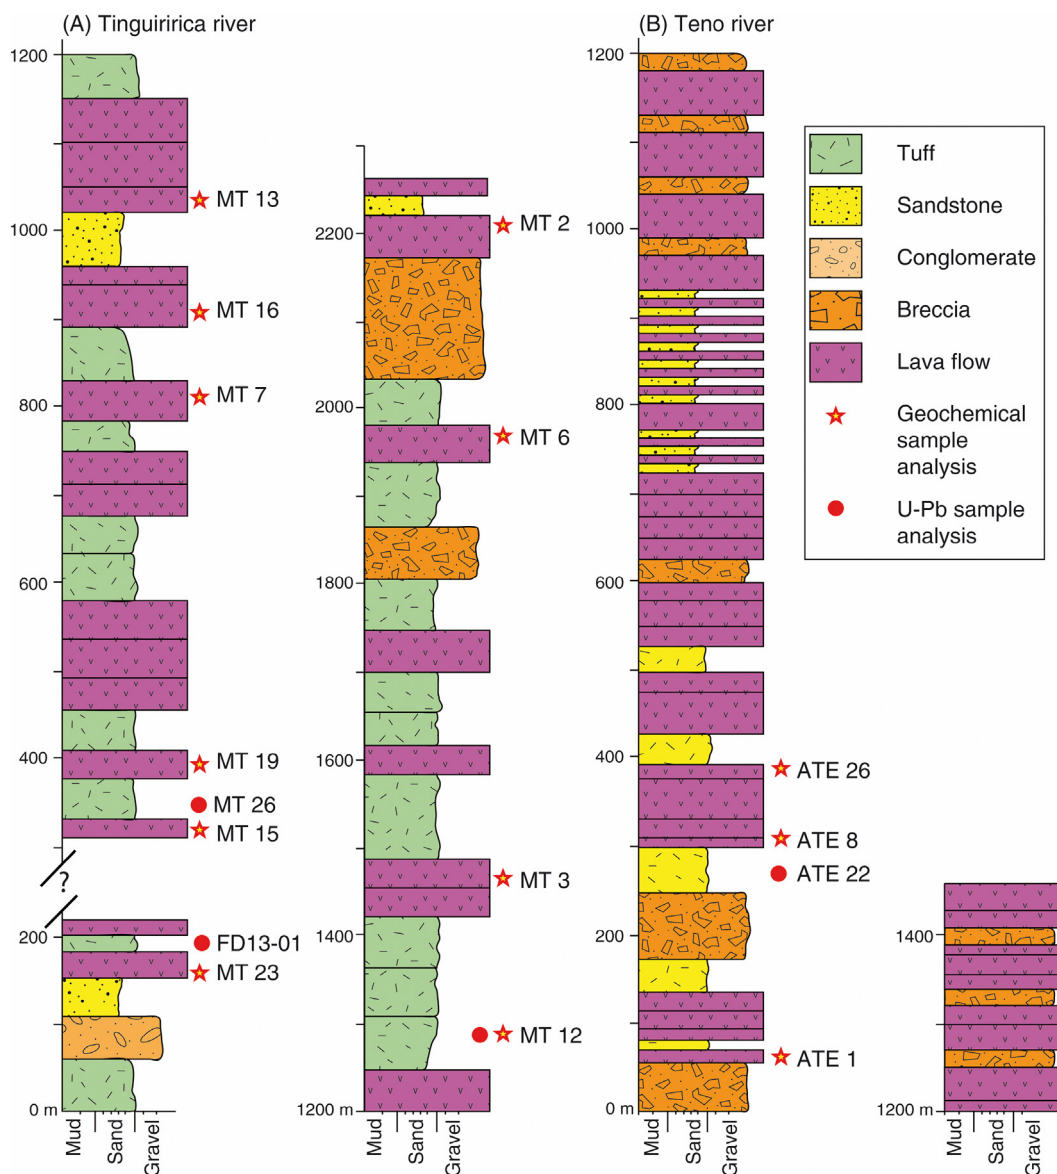 (A) Tinguiririca river
1200
1000
800
600
400
?
200
0 m
MT 13
MT 16
MT 7
MT 19
MT 26
MT 15
FD13-01
MT 23
Mud
Sand
Gravel
2200
2000
1800
1600
1400
1200 m
MT 2
MT 6
MT 3
MT 12
Mud
Sand
Gravel
(B) Teno river
1200
1000
800
600
400
200
0 m
ATE 26
ATE 8
ATE 22
ATE 1
Mud
Sand
Gravel
1400
1200 m
Mud
Sand
Gravel
Tuff
Sandstone
Conglomerate
Breccia
Lava flow
Geochemical
sample
analysis
U-Pb sample
analysis